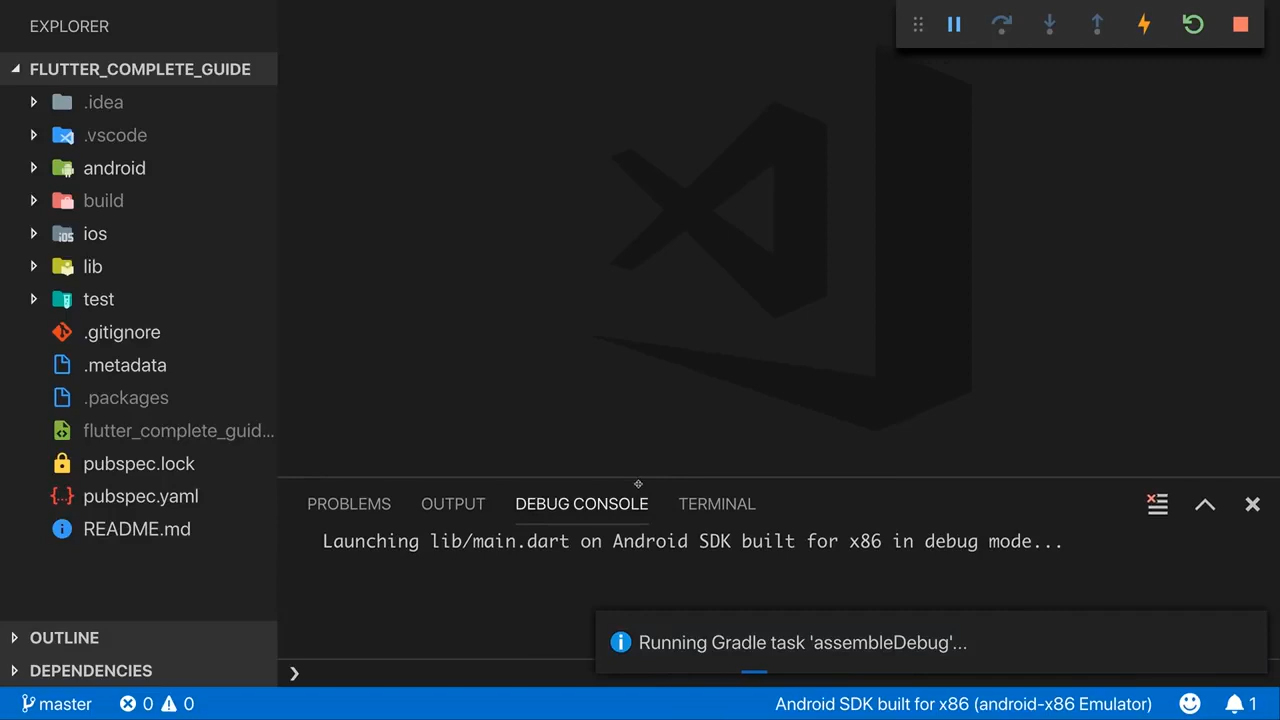 EXPLORER
FLUTTER_COMPLETE_GUIDE
.idea
.vscode
android
build
ios
lib
test
.gitignore
.metadata
.packages
flutter_complete_guid...
pubspec.lock
pubspec.yaml
README.md
OUTLINE
DEPENDENCIES
PROBLEMS OUTPUT DEBUG CONSOLE TERMINAL
Launching lib/main.dart on Android SDK built for x86 in debug mode...
Running Gradle task 'assembleDebug'...
master 0 0 Android SDK built for x86 (android-x86 Emulator) 1